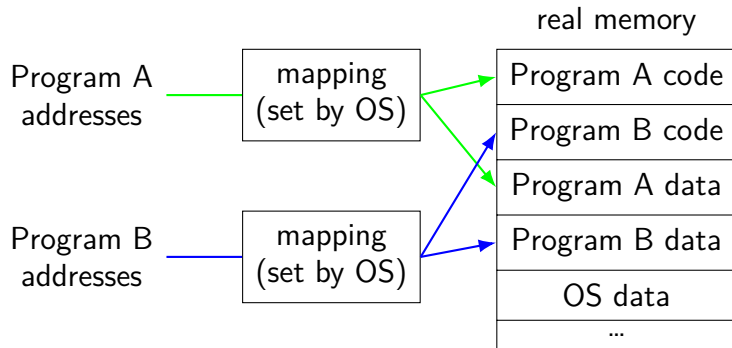 real memory
Program A
addresses
mapping
(set by OS)
Program A code
Program B code
Program A data
Program B
addresses
mapping
(set by OS)
Program B data
OS data
...